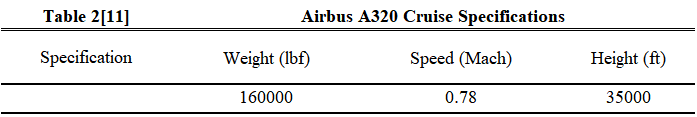 Table 2[11] Airbus A320 Cruise Specifications
Specification Weight (lbf) Speed (Mach) Height (ft)
160000 0.78 35000